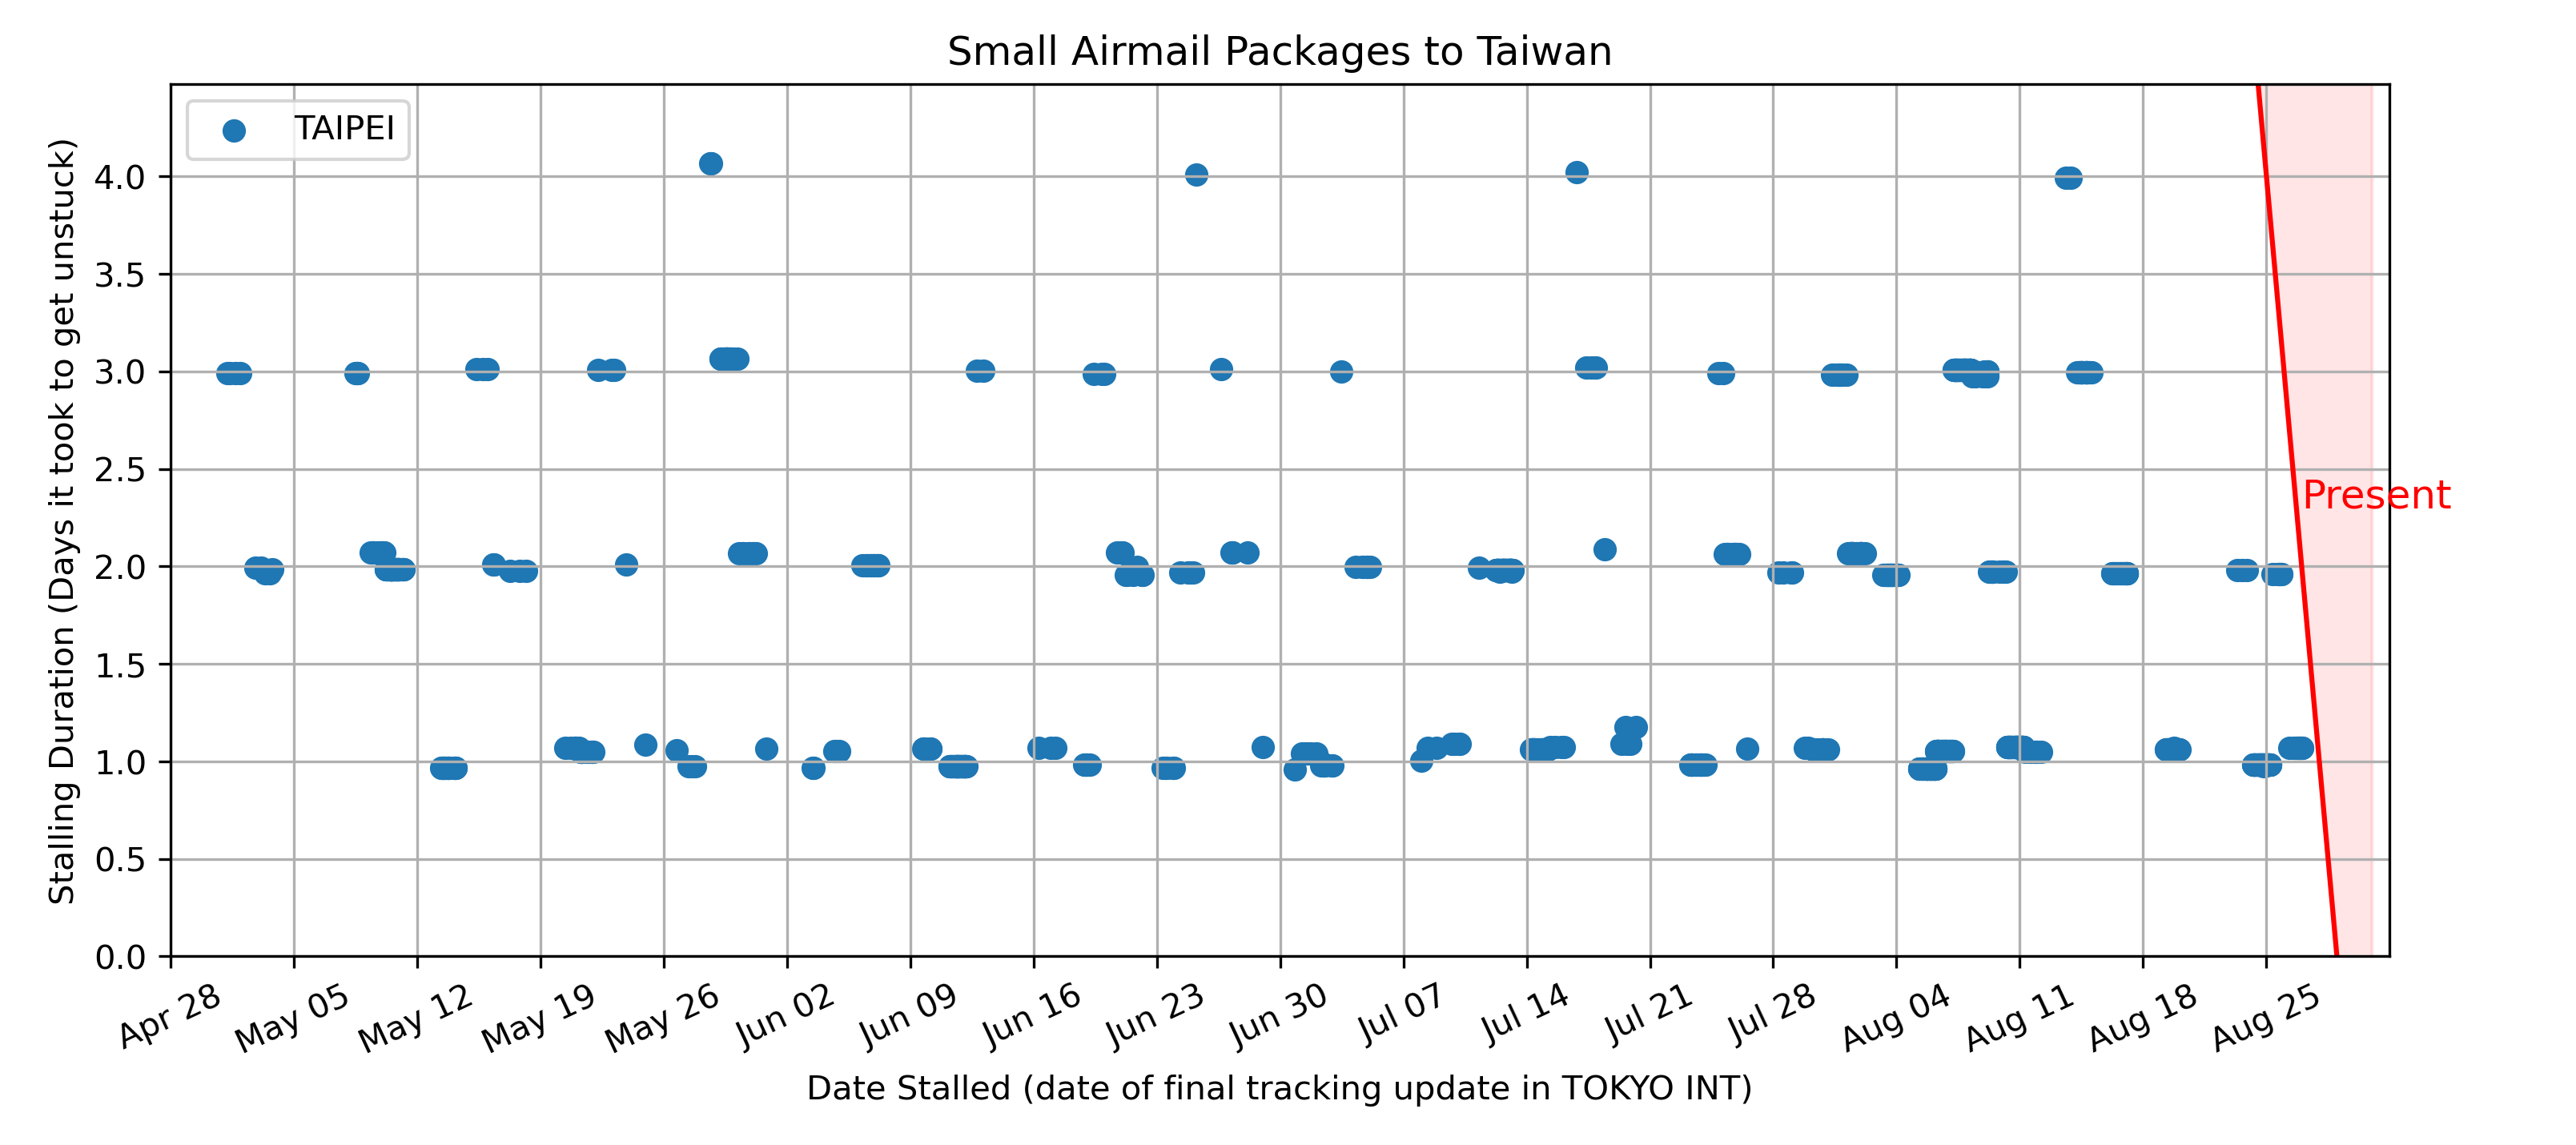 Small Airmail Packages to Taiwan
TAIPEI
Stalling Duration (Days it took to get unstuck)
4.0
3.5
3.0
2.5
2.0
1.5
1.0
0.5
0.0
Present
Apr 28
May 05
May 12
May 19
May 26
Jun 02
Jun 09
Jun 16
Jun 23
Jun 30
Jul 07
Jul 14
Jul 21
Jul 28
Aug 04
Aug 11
Aug 18
Aug 25
Date Stalled (date of final tracking update in TOKYO INT)